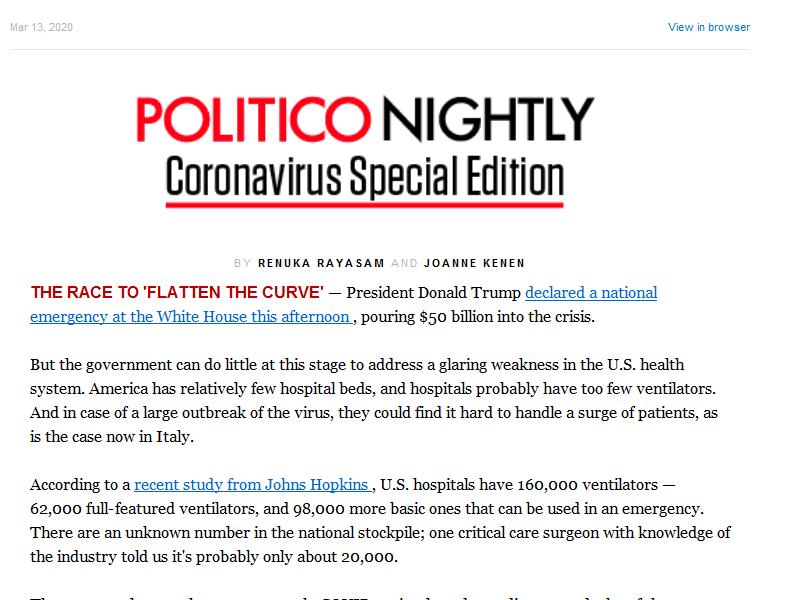 Mar 13, 2020
View in browser
POLITICO NIGHTLY
Coronavirus Special Edition
BY RENUKA RAYASAM AND JOANNE KENEN
THE RACE TO 'FLATTEN THE CURVE' — President Donald Trump declared a national
emergency at the White House this afternoon , pouring $50 billion into the crisis.
But the government can do little at this stage to address a glaring weakness in the U.S. health
system. America has relatively few hospital beds, and hospitals probably have too few ventilators.
And in case of a large outbreak of the virus, they could find it hard to handle a surge of patients, as
is the case now in Italy.
According to a recent study from Johns Hopkins , U.S. hospitals have 160,000 ventilators —
62,000 full-featured ventilators, and 98,000 more basic ones that can be used in an emergency.
There are an unknown number in the national stockpile; one critical care surgeon with knowledge of
the industry told us it's probably only about 20,000.